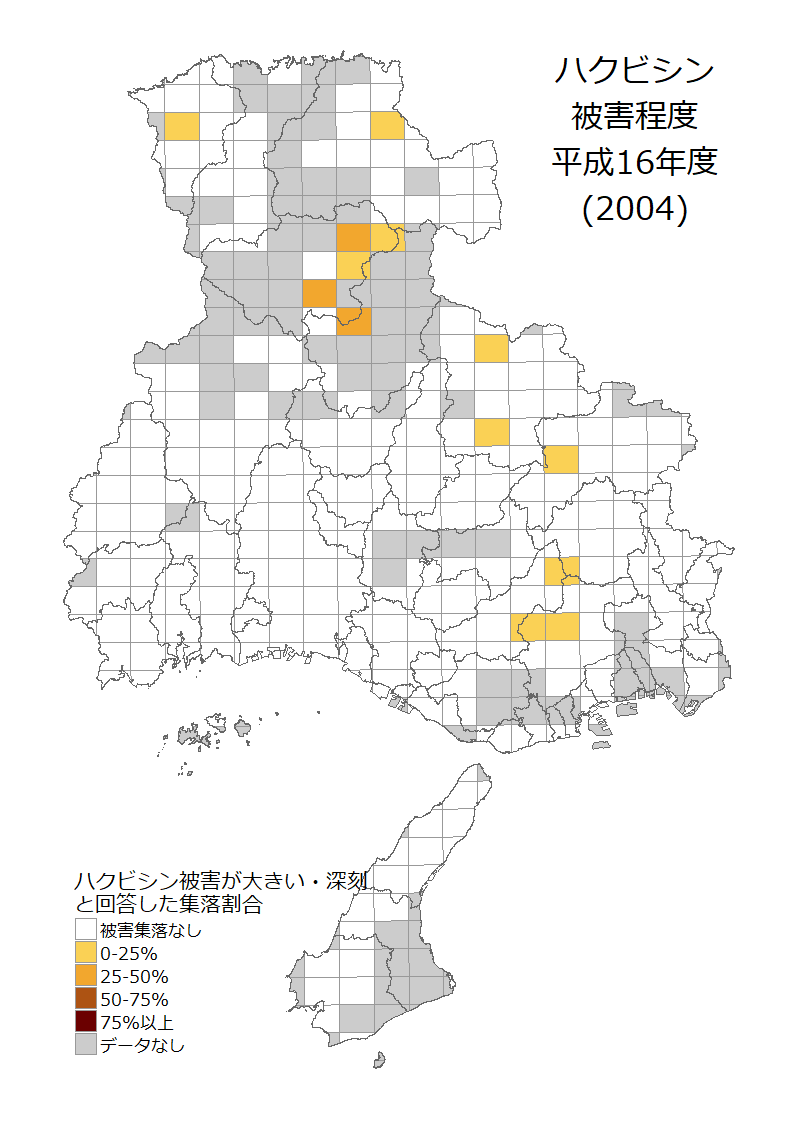 ハクビシン
被害程度
平成16年度
(2004)
ハクビシン被害が大きい・深刻
と回答した集落割合
被害集落なし
0-25%
25-50%
50-75%
75%以上
データなし